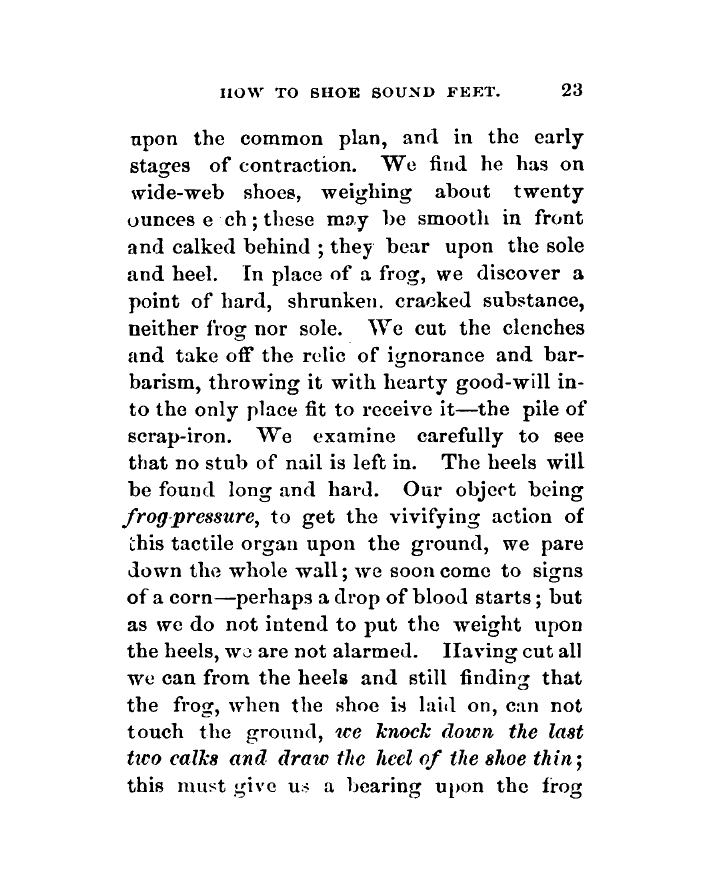 HOW TO SHOE SOUND FEET. 23
upon the common plan, and in the early
stages of contraction. We find he has on
wide-web shoes, weighing about twenty
ounces e ch; these may be smooth in front
and calked behind ; they bear upon the sole
and heel. In place of a frog, we discover a
point of hard, shrunken. cracked substance,
neither frog nor sole. We cut the clenches
and take off the relic of ignorance and bar-
barism, throwing it with hearty good-will in-
to the only place fit to receive it—the pile of
scrap-iron. We examine carefully to see
that no stub of nail is left in. The heels will
be found long and hard. Our object being
frog-pressure, to get the vivifying action of
this tactile organ upon the ground, we pare
down the whole wall; we soon come to signs
of a corn—perhaps a drop of blood starts; but
as we do not intend to put the weight upon
the heels, we are not alarmed. Having cut all
we can from the heels and still finding that
the frog, when the shoe is laid on, can not
touch the ground, we knock down the last
two calks and draw the heel of the shoe thin;
this must give us a bearing upon the frog